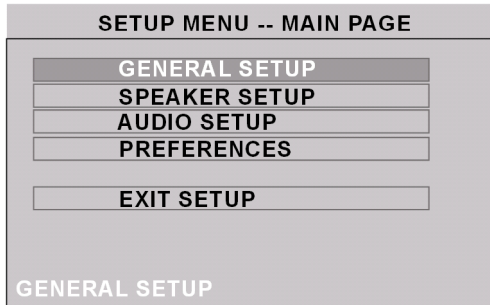 SETUP MENU -- MAIN PAGE
GENERAL SETUP
SPEAKER SETUP
AUDIO SETUP
PREFERENCES
EXIT SETUP
GENERAL SETUP